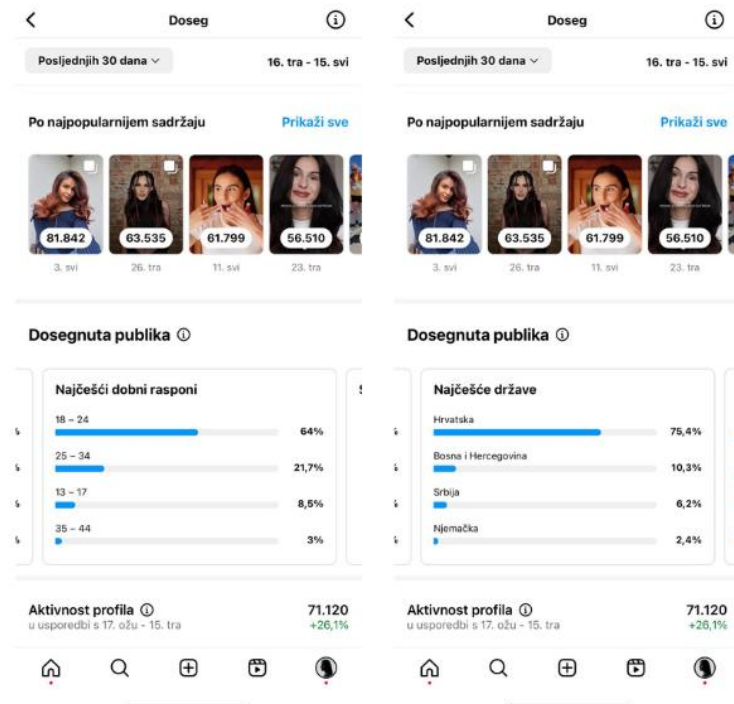 Doseg
Posljednjih 30 dana
16. tra - 15. svi
Po najpopularnijem sadržaju
Prikaži sve
81.842
63.535
61.799
56.510
3. svi
26. tra
11. svi
23. tra
Dosegnuta publika
Najčešći dobni rasponi
18 – 24
64%
25 – 34
21,7%
13 – 17
8,5%
35 – 44
3%
Aktivnost profila
71.120
u usporedbi s 17. ožu - 15. tra
+26,1%
Doseg
Posljednjih 30 dana
16. tra - 15. svi
Po najpopularnijem sadržaju
Prikaži sve
81.842
63.535
61.799
56.510
3. svi
26. tra
11. svi
23. tra
Dosegnuta publika
Najčešće države
Hrvatska
75,4%
Bosna i Hercegovina
10,3%
Srbija
6,2%
Njemačka
2,4%
Aktivnost profila
71.120
u usporedbi s 17. ožu - 15. tra
+26,1%